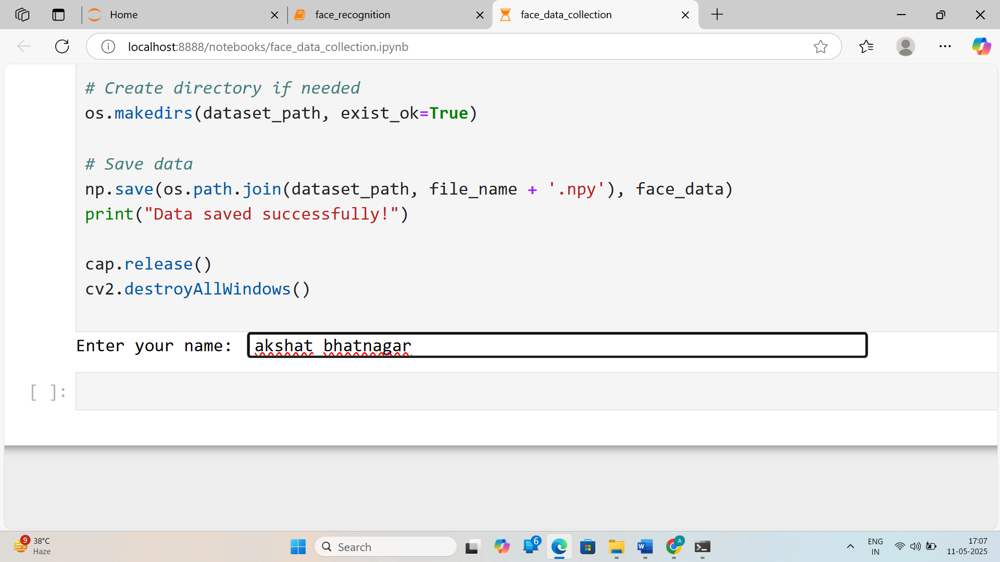 Home
face_recognition
face_data_collection
localhost:8888/notebooks/face_data_collection.ipynb
# Create directory if needed
os.makedirs(dataset_path, exist_ok=True)
# Save data
np.save(os.path.join(dataset_path, file_name + '.npy'), face_data)
print("Data saved successfully!")
cap.release()
cv2.destroyAllWindows()
Enter your name: akshat bhatnagar
[ ]:
9
38°C
Haze
Search
6
W
A
ENG
IN
17:07
11-05-2025